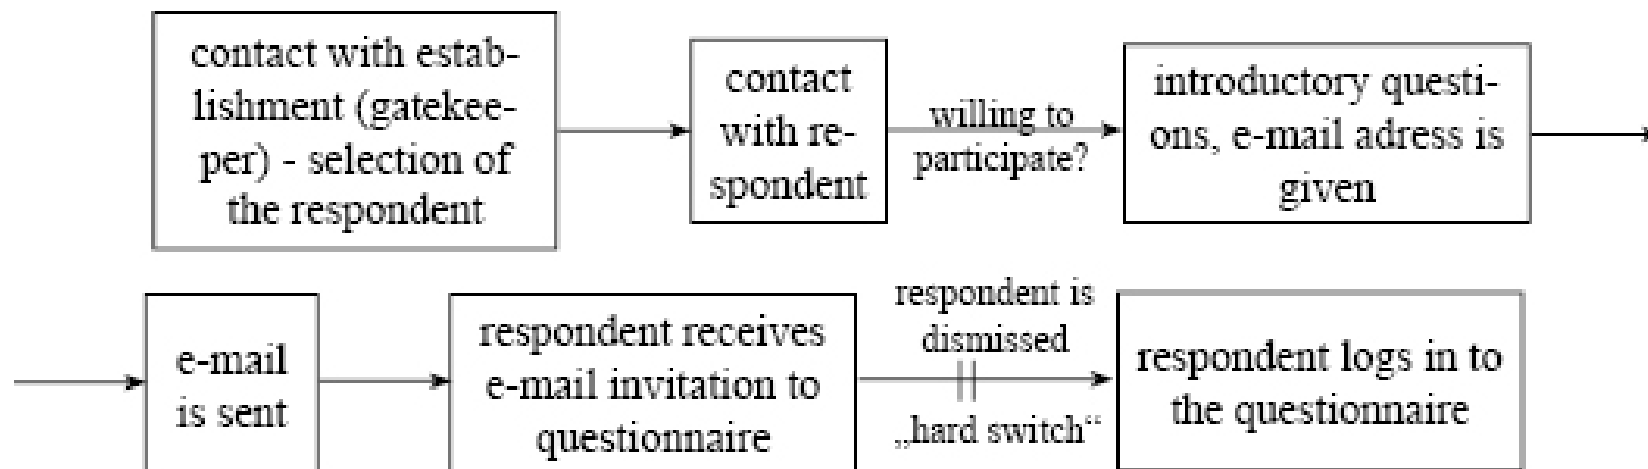 contact with estab-
lishment (gatekee-
per) - selection of
the respondent
contact
with re-
spondent
willing to
participate?
introductory questi-
ons, e-mail adress is
given
e-mail
is sent
respondent receives
e-mail invitation to
questionnaire
respondent is
dismissed
„hard switch“
respondent logs in to
the questionnaire